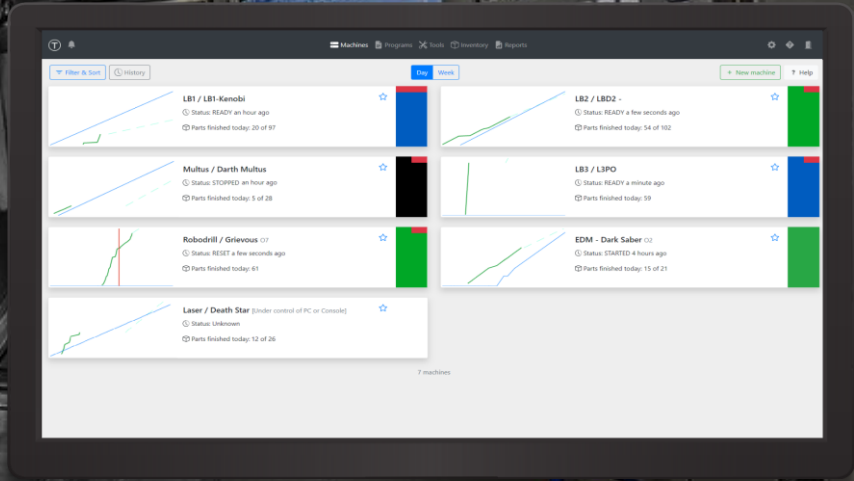 T
Machines Programs Tools Inventory Reports
Filter & Sort History Day Week + New machine ? Help
LB1 / LB1-Kenobi
Status: READY an hour ago
Parts finished today: 20 of 97
LB2 / LBD2 -
Status: READY a few seconds ago
Parts finished today: 54 of 102
Multus / Darth Multus
Status: STOPPED an hour ago
Parts finished today: 5 of 28
LB3 / L3PO
Status: READY a minute ago
Parts finished today: 59
Robodrill / Grievous O7
Status: RESET a few seconds ago
Parts finished today: 61
EDM - Dark Saber O2
Status: STARTED 4 hours ago
Parts finished today: 15 of 21
Laser / Death Star [Under control of PC or Console]
Status: Unknown
Parts finished today: 12 of 26
7 machines